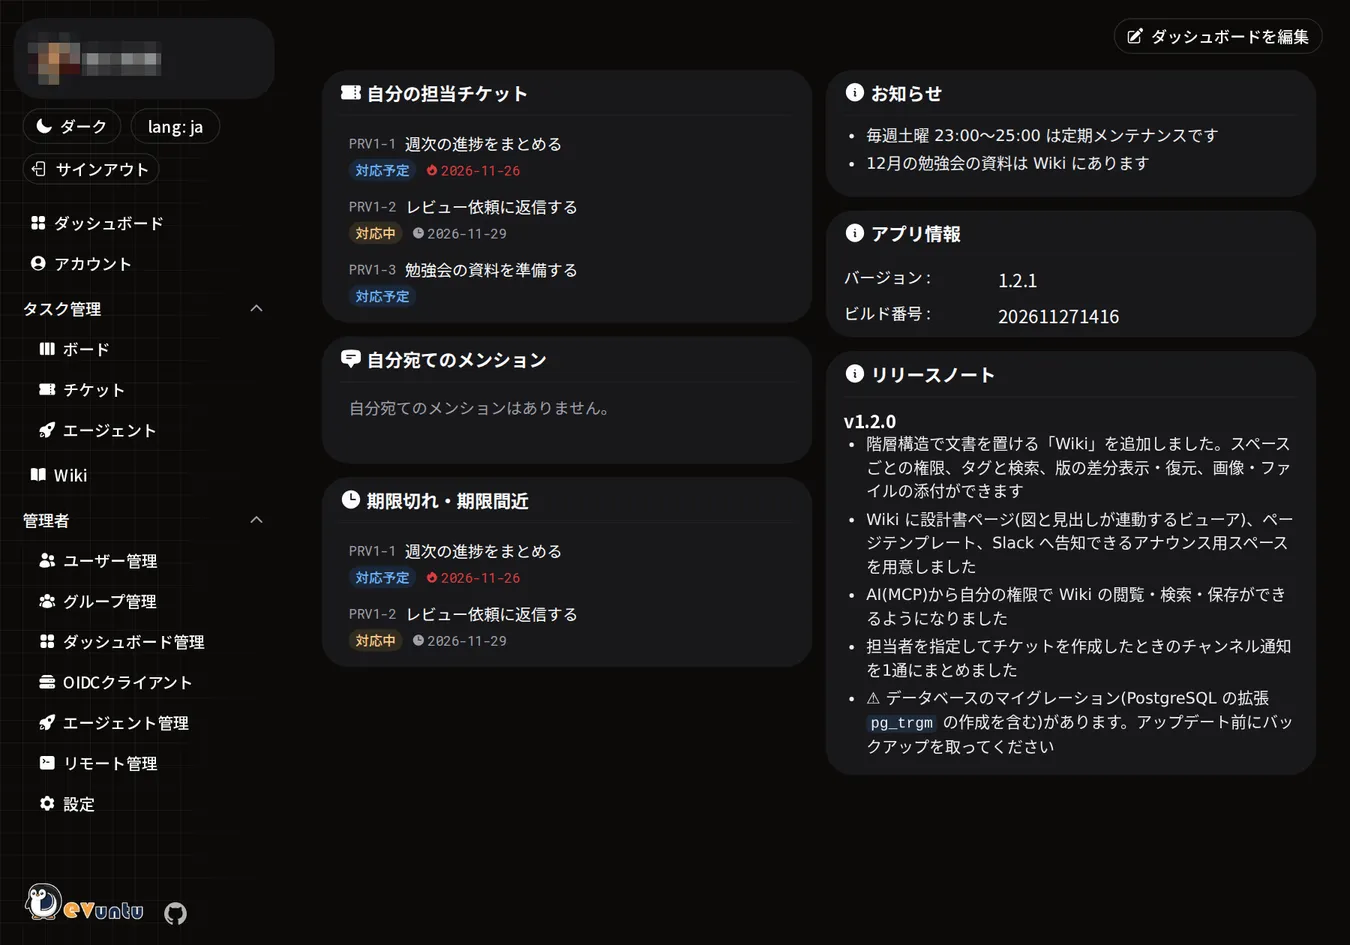 ダッシュボードを編集
ダーク
lang: ja
サインアウト
ダッシュボード
アカウント
タスク管理
ボード
チケット
エージェント
Wiki
管理者
ユーザー管理
グループ管理
ダッシュボード管理
OIDCクライアント
エージェント管理
リモート管理
設定
evuntu
自分の担当チケット
PRV1-1 週次の進捗をまとめる
対応予定 2026-11-26
PRV1-2 レビュー依頼に返信する
対応中 2026-11-29
PRV1-3 勉強会の資料を準備する
対応予定
自分宛てのメンション
自分宛てのメンションはありません。
期限切れ・期限間近
PRV1-1 週次の進捗をまとめる
対応予定 2026-11-26
PRV1-2 レビュー依頼に返信する
対応中 2026-11-29
お知らせ
• 毎週土曜 23:00〜25:00 は定期メンテナンスです
• 12月の勉強会の資料は Wiki にあります
アプリ情報
バージョン : 1.2.1
ビルド番号 : 202611271416
リリースノート
v1.2.0
• 階層構造で文書を置ける「Wiki」を追加しました。スペース
ごとの権限、タグと検索、版の差分表示・復元、画像・ファ
イルの添付ができます
• Wiki に設計書ページ(図と見出しが連動するビューア)、ペー
ジテンプレート、Slack へ告知できるアナウンス用スペース
を用意しました
• AI(MCP)から自分の権限で Wiki の閲覧・検索・保存ができ
るようになりました
• 担当者を指定してチケットを作成したときのチャンネル通知
を1通にまとめました
• ⚠ データベースのマイグレーション(PostgreSQL の拡張
pg_trgm の作成を含む)があります。アップデート前にバッ
クアップを取ってください